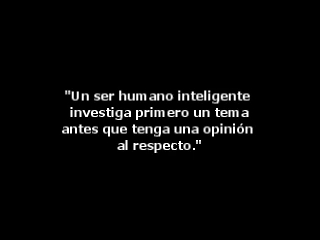 "Un ser humano inteligente
investiga primero un tema
antes que tenga una opinión
al respecto."